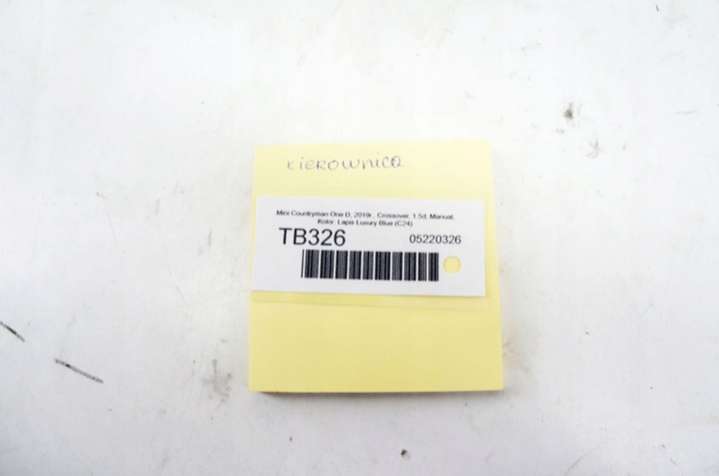 KIEROWNICA
Mini Countryman One D, 2019r., Crossover, 1.5d, Manual,
Kolor: Lapis Luxury Blue (C24)
TB326 05220326